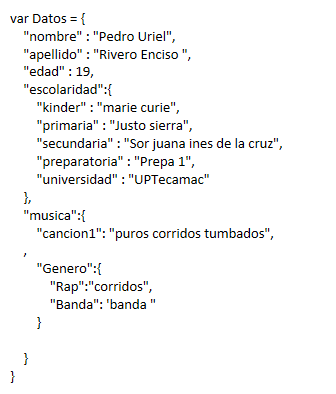 var Datos = {
"nombre" : "Pedro Uriel",
"apellido" : "Rivero Enciso ",
"edad" : 19,
"escolaridad":{
"kinder" : "marie curie",
"primaria" : "Justo sierra",
"secundaria" : "Sor juana ines de la cruz",
"preparatoria" : "Prepa 1",
"universidad" : "UPTecamac"
},
"musica":{
"cancion1": "puros corridos tumbados",
,
"Genero":{
"Rap":"corridos",
"Banda": 'banda "
}
}
}